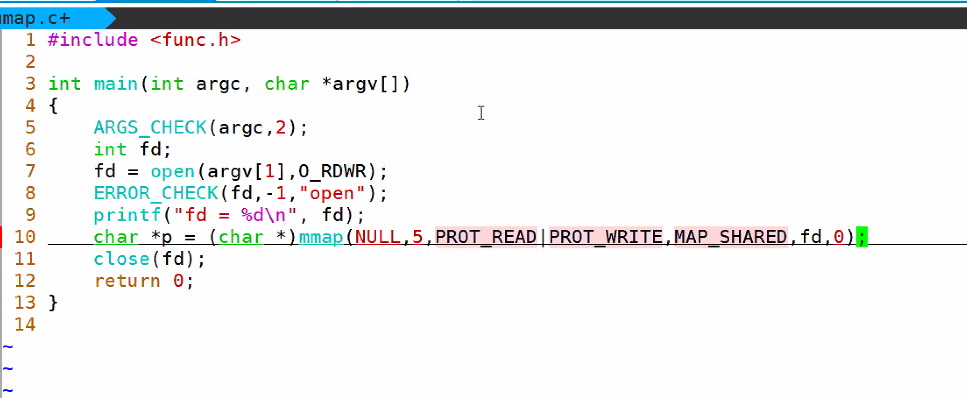 mmap.c+
1 #include <func.h>
2
3 int main(int argc, char *argv[])
4 {
5     ARGS_CHECK(argc,2);
6     int fd;
7     fd = open(argv[1],O_RDWR);
8     ERROR_CHECK(fd,-1,"open");
9     printf("fd = %d\n", fd);
10     char *p = (char *)mmap(NULL,5,PROT_READ|PROT_WRITE,MAP_SHARED,fd,0);
11     close(fd);
12     return 0;
13 }
14
~
~
~